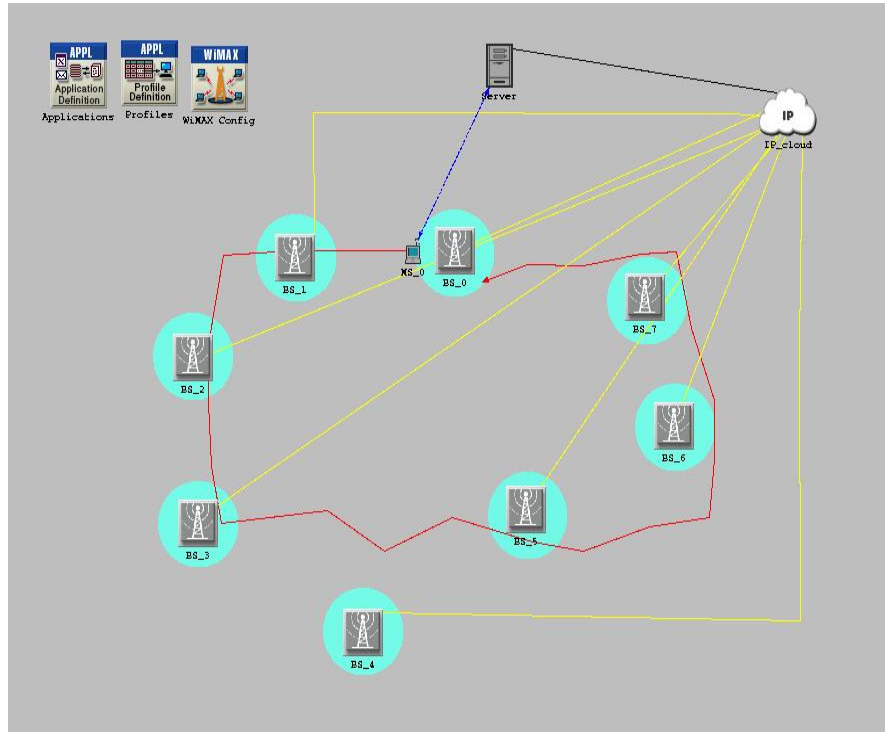 APPL
Application
Definition
Applications
APPL
Profile
Definition
Profiles
WiMAX
WiMAX Config
Server
IP
IP_cloud
BS_1
MS_0
BS_0
BS_7
BS_2
BS_6
BS_3
BS_5
BS_4